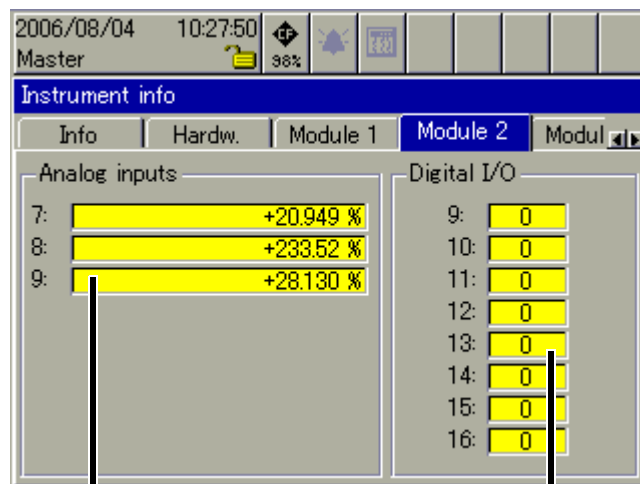 2006/08/04 10:27:50
Master
CF
98%
Instrument info
Info Hardw. Module 1 Module 2 Modul
Analog inputs
7: +20.949 %
8: +233.52 %
9: +28.130 %
Digital I/O
9: 0
10: 0
11: 0
12: 0
13: 0
14: 0
15: 0
16: 0